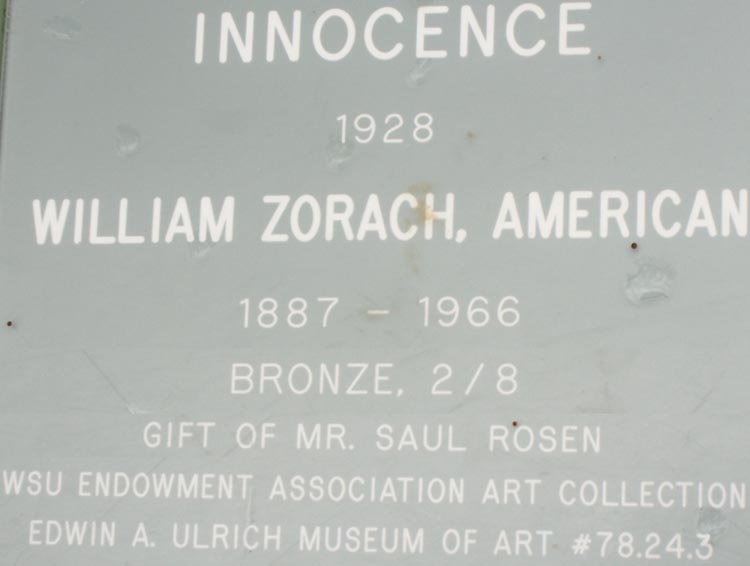 INNOCENCE
1928
WILLIAM ZORACH, AMERICAN
1887 - 1966
BRONZE, 2/8
GIFT OF MR. SAUL ROSEN
WSU ENDOWMENT ASSOCIATION ART COLLECTION
EDWIN A. ULRICH MUSEUM OF ART #78.24.3